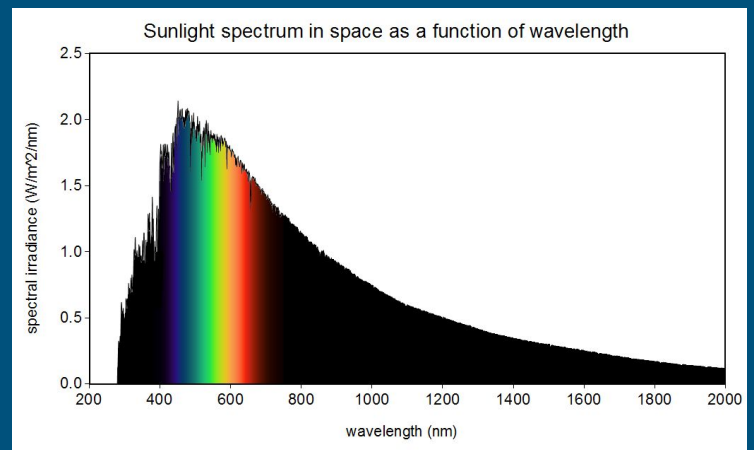 Sunlight spectrum in space as a function of wavelength
spectral irradiance (W/m^2/nm)
2.5
2.0
1.5
1.0
0.5
0.0
200 400 600 800 1000 1200 1400 1600 1800 2000
wavelength (nm)